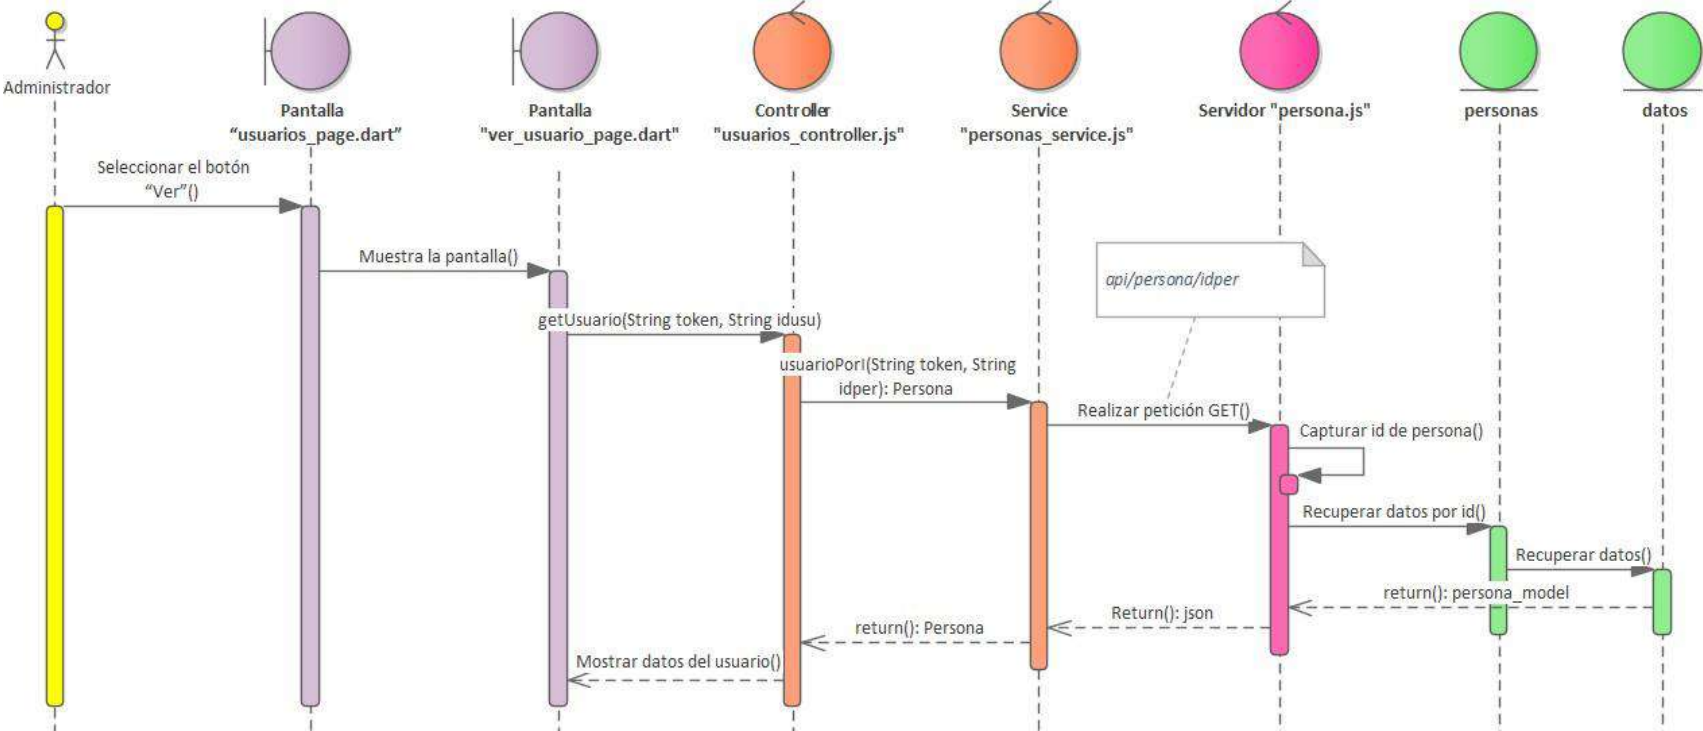 Administrador
Pantalla
“usuarios_page.dart”
Pantalla
"ver_usuario_page.dart"
Controller
"usuarios_controller.js"
Service
"personas_service.js"
Servidor "persona.js"
personas
datos
Seleccionar el botón
“Ver”()
Muestra la pantalla()
api/persona/idper
getUsuario(String token, String idusu)
usuarioPorI(String token, String
idper): Persona
Realizar petición GET()
Capturar id de persona()
Recuperar datos por id()
Recuperar datos()
return(): persona_model
Return(): json
return(): Persona
Mostrar datos del usuario()